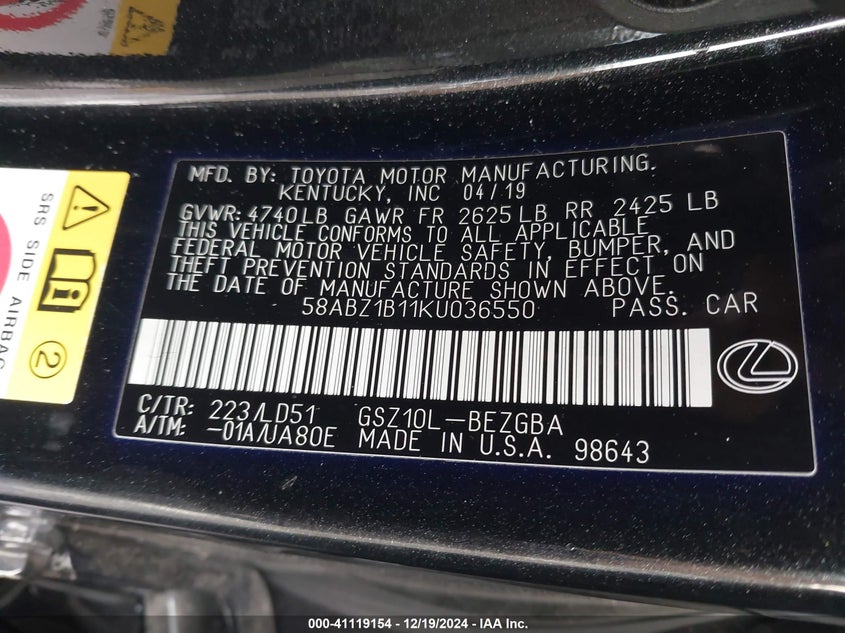 MFD. BY: TOYOTA MOTOR MANUFACTURING.
KENTUCKY, INC 04/19
GVWR: 4740LB GAWR FR 2625LB RR 2425 LB
THIS VEHICLE CONFORMS TO ALL APPLICABLE
FEDERAL MOTOR VEHICLE SAFETY, BUMPER, AND
THEFT PREVENTION STANDARDS IN EFFECT ON
THE DATE OF MANUFACTURE SHOWN ABOVE.
58ABZ1B11KU036550 PASS. CAR
C/TR: 223/LD51 GSZ10L-BEZGBA
A/TM: -01A/UA80E MADE IN U.S.A. 98643
SRS SIDE AIRBAG
2
000-41119154 - 12/19/2024 - IAA Inc.